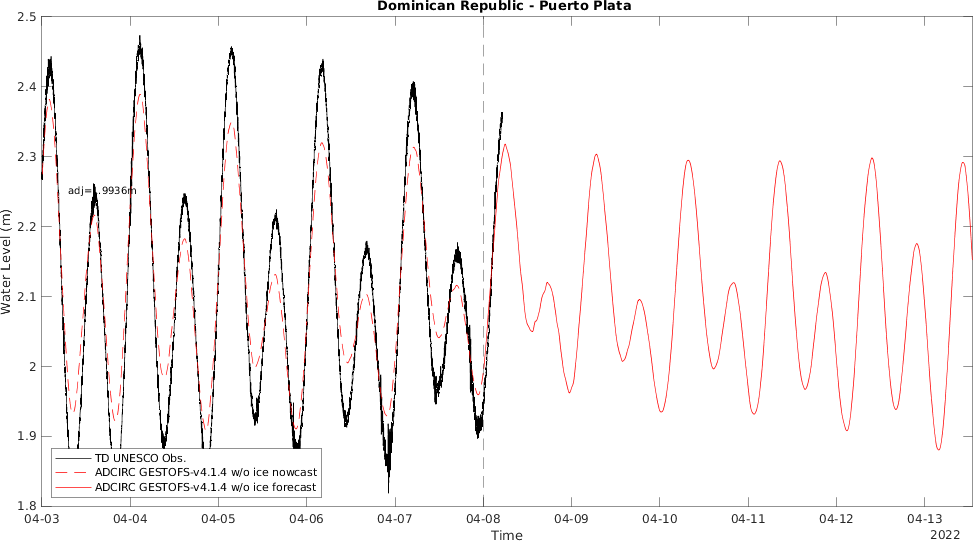 Dominican Republic - Puerto Plata
2.5
2.4
2.3
2.2
2.1
2
1.9
1.8
Water Level (m)
adj=1.9936m
TD UNESCO Obs.
ADCIRC GESTOFS-v4.1.4 w/o ice nowcast
ADCIRC GESTOFS-v4.1.4 w/o ice forecast
04-03 04-04 04-05 04-06 04-07 04-08 04-09 04-10 04-11 04-12 04-13
Time
2022